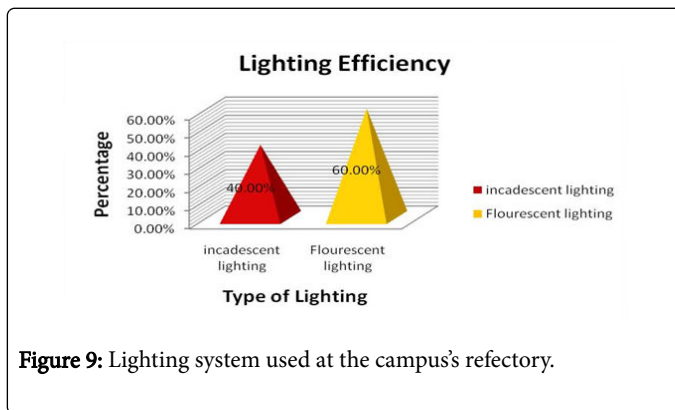 Lighting Efficiency
60.00%
50.00%
40.00%
30.00%
20.00%
10.00%
0.00%
Percentage
40.00%
60.00%
incadescent
lighting
Flourescent
lighting
Type of Lighting
incadescent lighting
Flourescent lighting
Figure 9: Lighting system used at the campus's refectory.